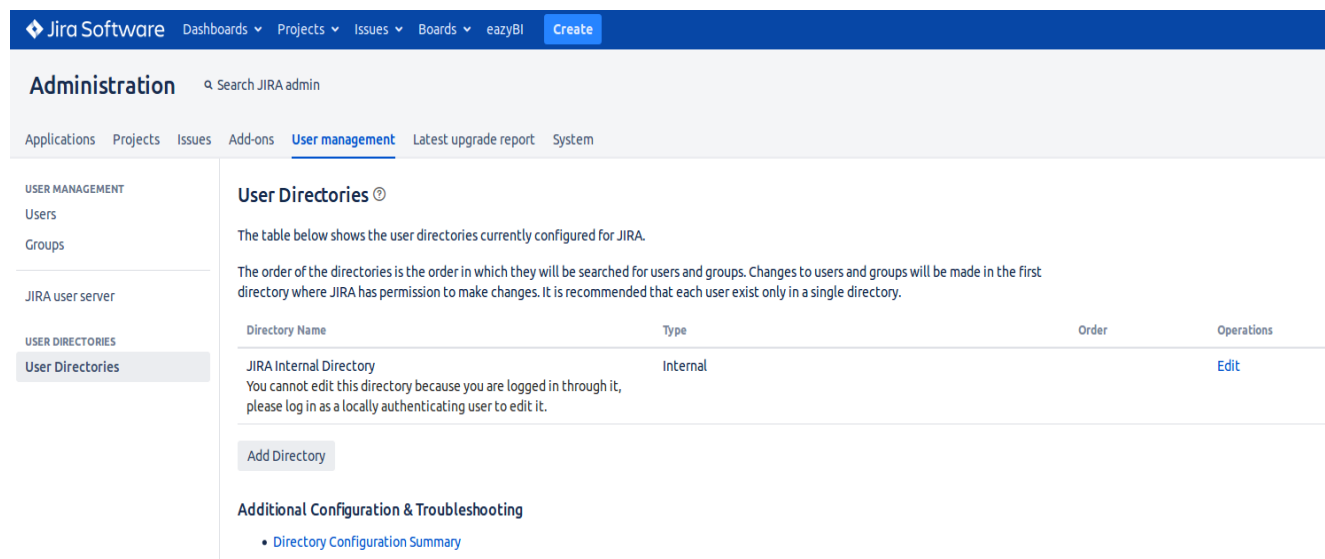 Jira Software Dashboards Projects Issues Boards eazyBI Create
Administration Search JIRA admin
Applications Projects Issues Add-ons User management Latest upgrade report System
USER MANAGEMENT
Users
Groups
JIRA user server
USER DIRECTORIES
User Directories
User Directories ?
The table below shows the user directories currently configured for JIRA.
The order of the directories is the order in which they will be searched for users and groups. Changes to users and groups will be made in the first
directory where JIRA has permission to make changes. It is recommended that each user exist only in a single directory.
Directory Name Type Order Operations
JIRA Internal Directory Internal Edit
You cannot edit this directory because you are logged in through it,
please log in as a locally authenticating user to edit it.
Add Directory
Additional Configuration & Troubleshooting
• Directory Configuration Summary